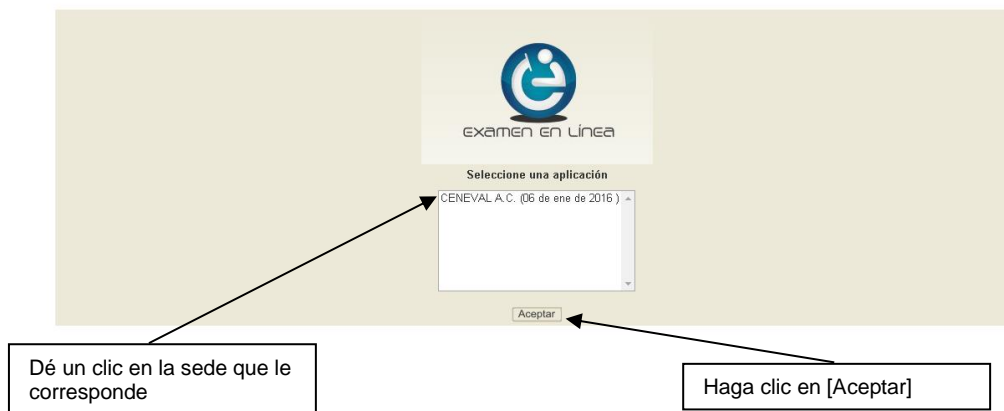 examen en Línea
Seleccione una aplicación
CENEVAL A.C. (06 de ene de 2016 )
Aceptar
Dé un clic en la sede que le
corresponde
Haga clic en [Aceptar]